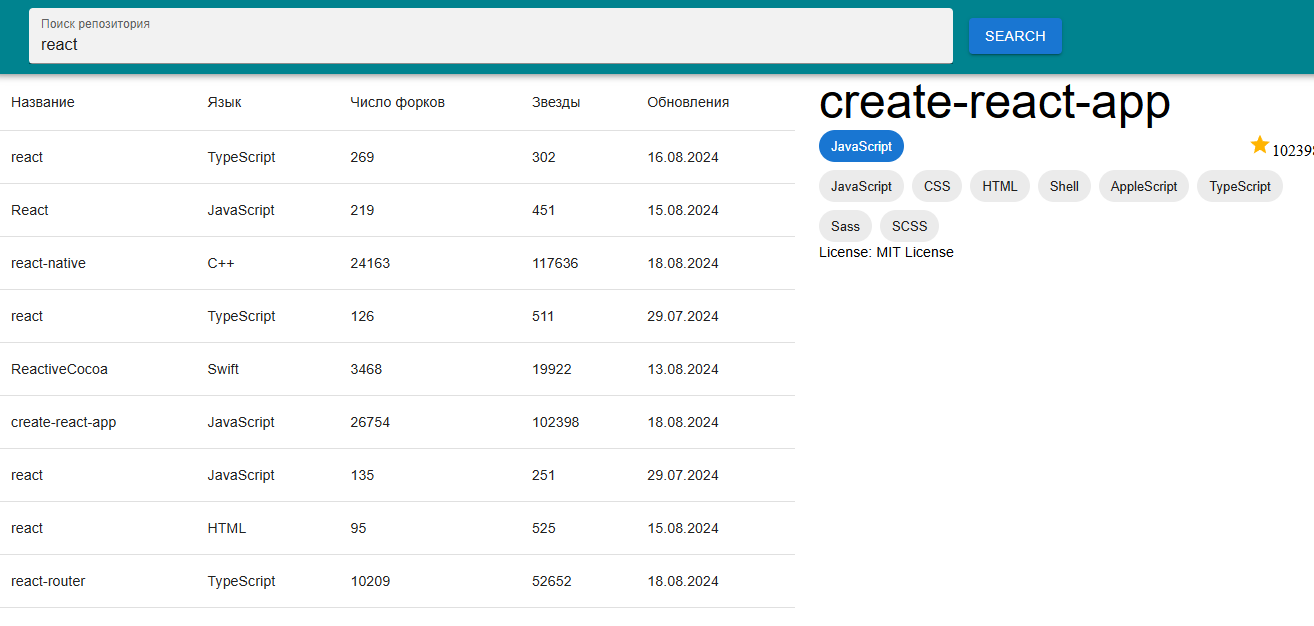 Поиск репозитория
react
SEARCH
Название Язык Число форков Звезды Обновления
react TypeScript 269 302 16.08.2024
React JavaScript 219 451 15.08.2024
react-native C++ 24163 117636 18.08.2024
react TypeScript 126 511 29.07.2024
ReactiveCocoa Swift 3468 19922 13.08.2024
create-react-app JavaScript 26754 102398 18.08.2024
react JavaScript 135 251 29.07.2024
react HTML 95 525 15.08.2024
react-router TypeScript 10209 52652 18.08.2024
create-react-app
JavaScript 102398
JavaScript CSS HTML Shell AppleScript TypeScript
Sass SCSS
License: MIT License